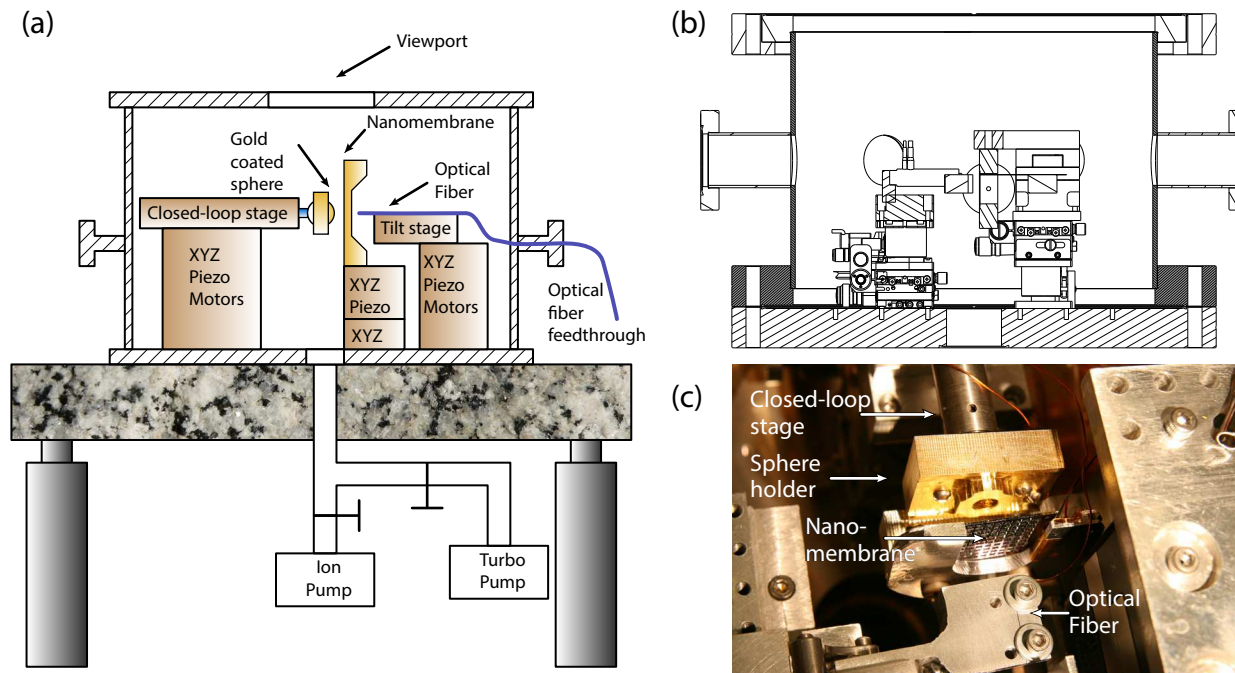 (a)
Viewport
Nanomembrane
Gold
coated
sphere
Optical
Fiber
Closed-loop stage
Tilt stage
XYZ
Piezo
Motors
XYZ
Piezo
XYZ
XYZ
Piezo
Motors
Optical
fiber
feedthrough
Ion
Pump
Turbo
Pump
(b)
(c)
Closed-loop
stage
Sphere
holder
Nano-
membrane
Optical
Fiber